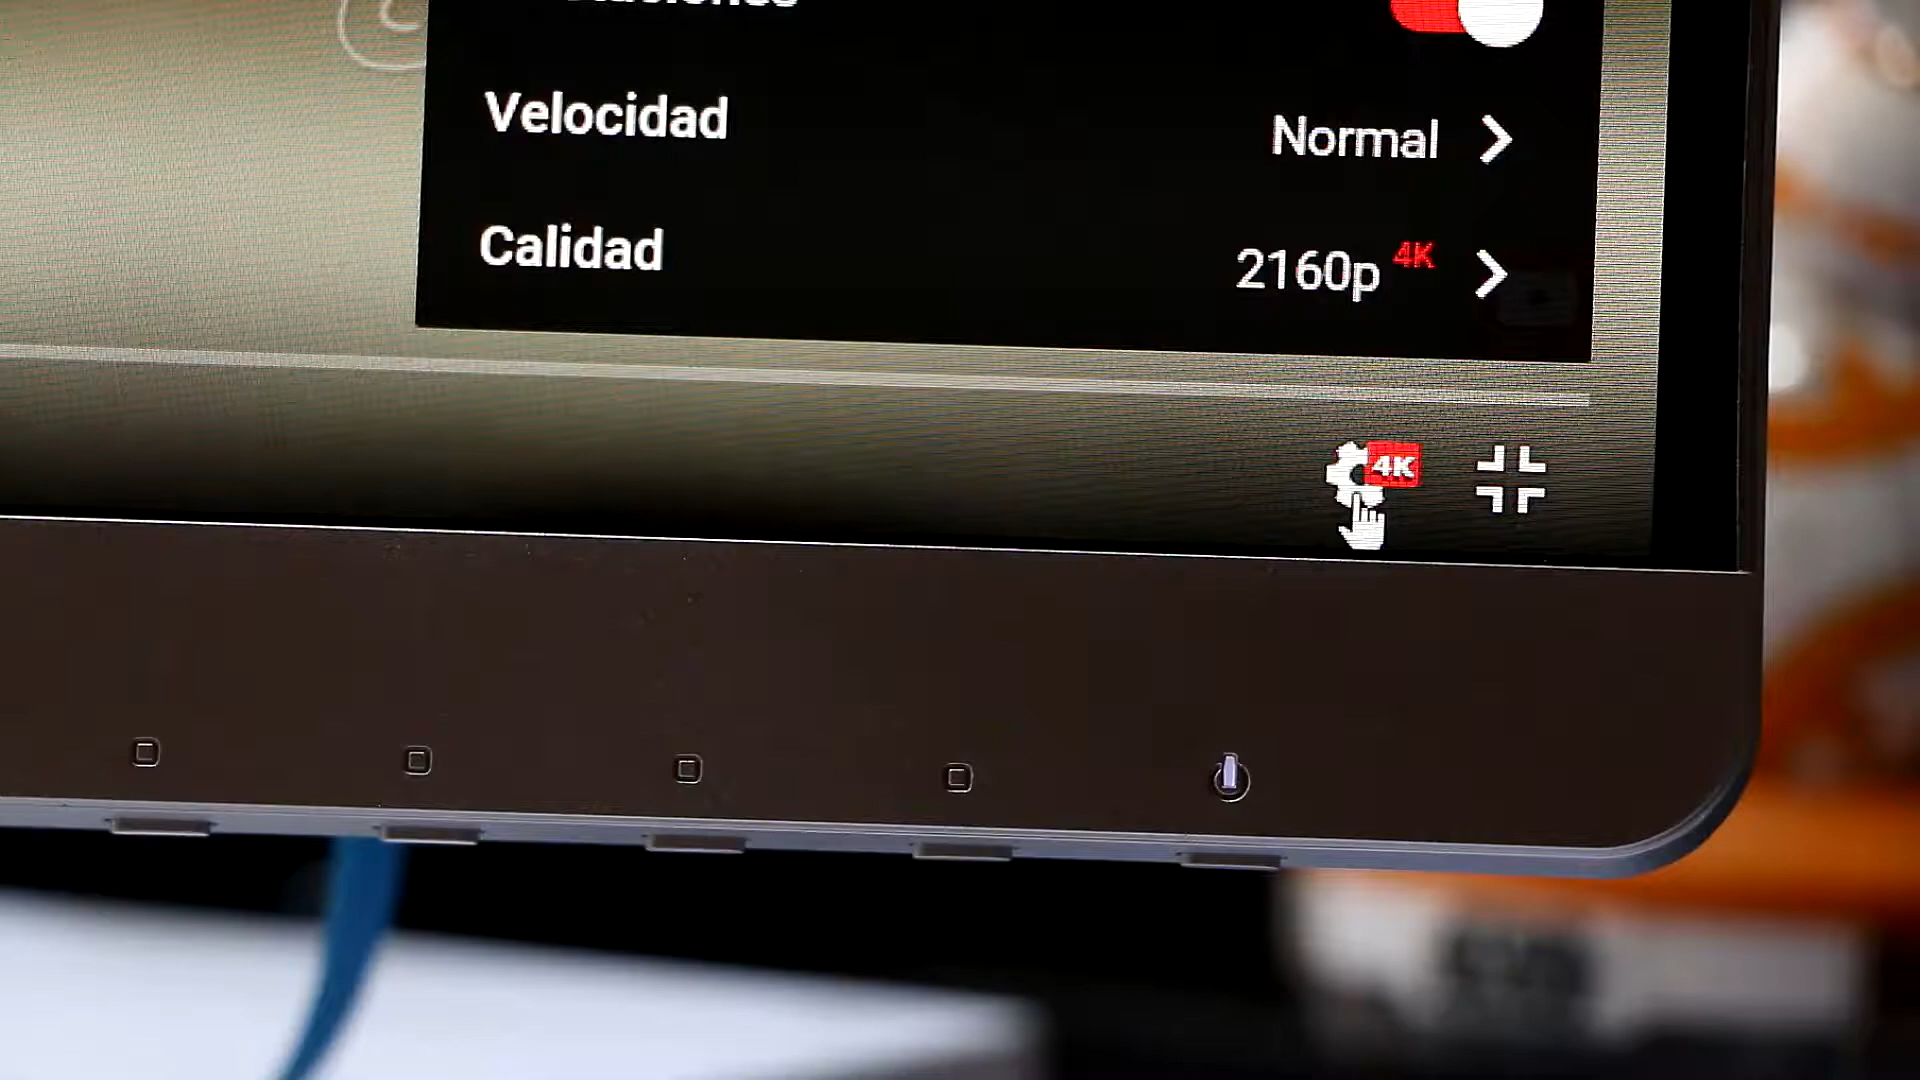 Velocidad
Normal
Calidad
2160p 4K
4K